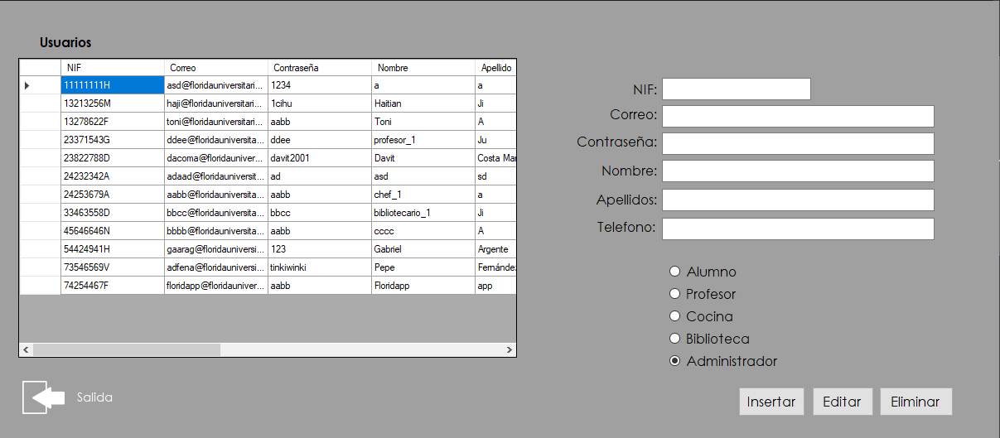 Usuarios
NIF Correo Contraseña Nombre Apellido
11111111H asd@floridauniversitari... 1234 a a
13213256M haji@floridauniversitari... 1cihu Haitian Ji
13278622F toni@floridauniversitari... aabb Toni A
23371543G ddee@floridauniversita... ddee profesor_1 Ju
23822788D dacoma@floridauniver... davit2001 Davit Costa Mar
24232342A adaad@floridauniversit... ad asd sd
24253679A aabb@floridauniversita... aabb chef_1 a
33463558D bbcc@floridauniversita... bbcc bibliotecario_1 Ji
45646646N bbbb@floridauniversita... aabb cccc A
54424941H gaarag@floridauniversi... 123 Gabriel Argente
73546569V adfena@floridauniversi... tinkiwinki Pepe Fernández
74254467F floridapp@floridauniver... aabb Floridapp app
NIF:
Correo:
Contraseña:
Nombre:
Apellidos:
Telefono:
Alumno
Profesor
Cocina
Biblioteca
Administrador
Salida
Insertar Editar Eliminar